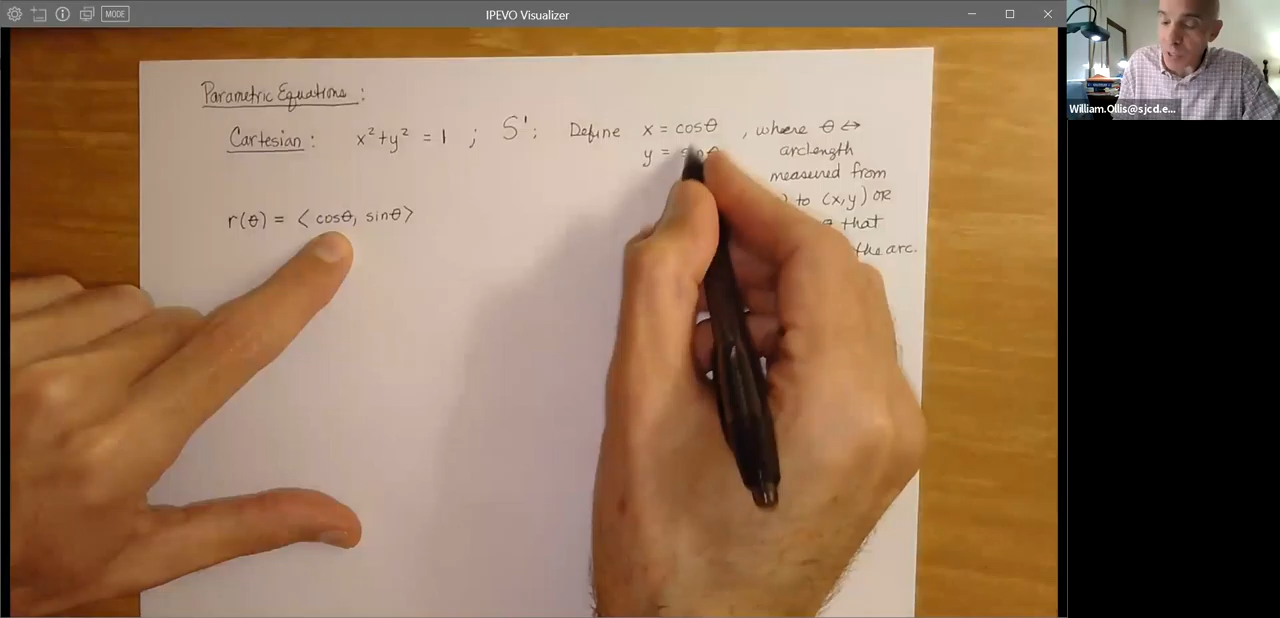 MODE
IPEVO Visualizer
William.Ollis@sjcd.e...
Parametric Equations :
Cartesian : x² + y² = 1 ; S¹ ; Define x = cosθ , where θ ↔
y = arclength
measured from
to (x,y) OR
r(θ) = ⟨ cosθ, sinθ⟩
that
the arc.